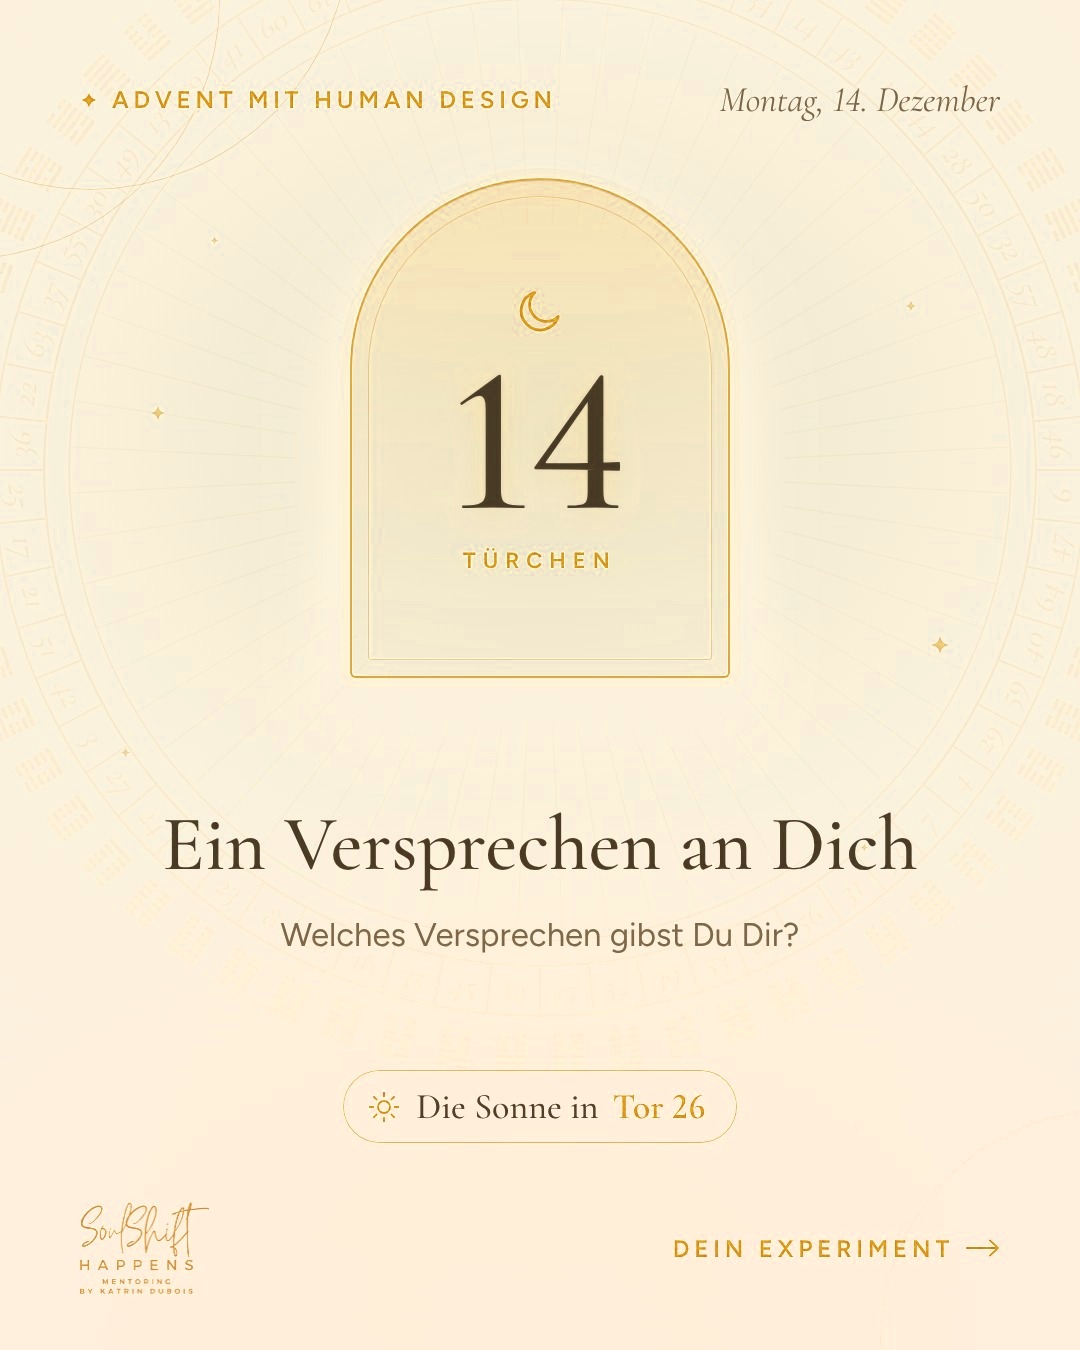 ADVENT MIT HUMAN DESIGN
Montag, 14. Dezember
14
TÜRCHEN
Ein Versprechen an Dich
Welches Versprechen gibst Du Dir?
Die Sonne in Tor 26
SoulShift
HAPPENS
MENTORING
BY KATRIN DUBOIS
DEIN EXPERIMENT →